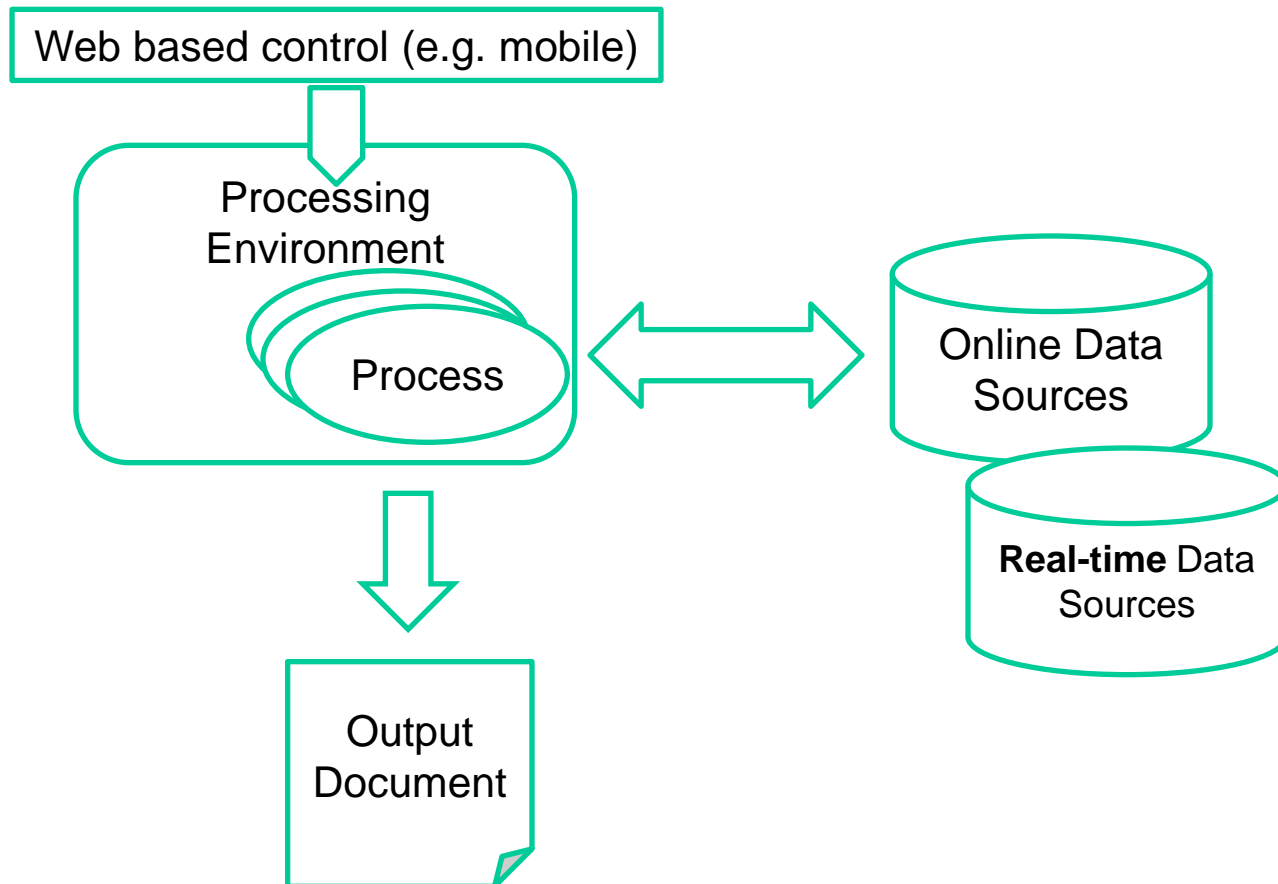 Web based control (e.g. mobile)
Processing
Environment
Process
Online Data
Sources
Real-time Data
Sources
Output
Document